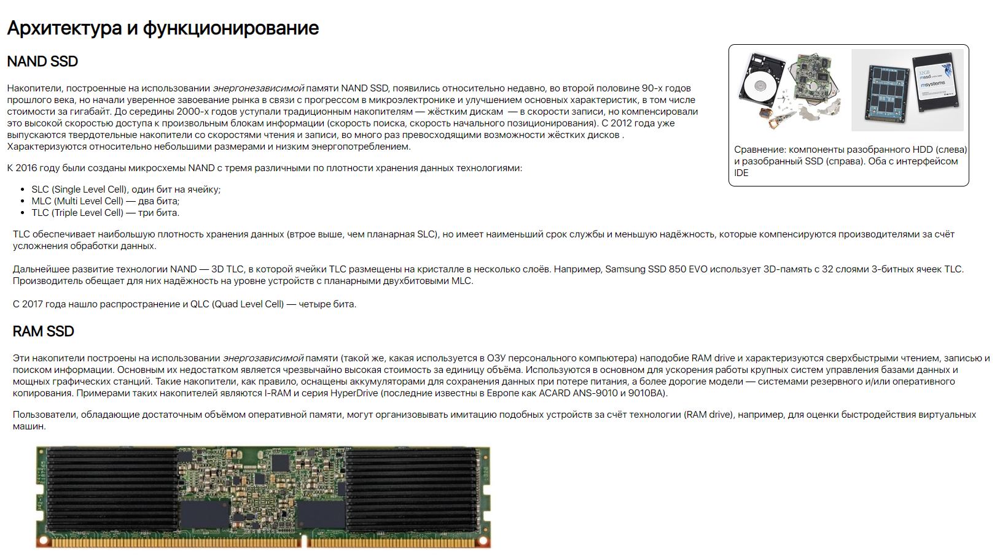 Архитектура и функционирование
NAND SSD
Накопители, построенные на использовании энергонезависимой памяти NAND SSD, появились относительно недавно, во второй половине 90-х годов
прошлого века, но начали уверенное завоевание рынка в связи с прогрессом в микроэлектронике и улучшением основных характеристик, в том числе
стоимости за гигабайт. До середины 2000-х годов уступали традиционным накопителям — жёстким дискам — в скорости записи, но компенсировали
это высокой скоростью доступа к произвольным блокам информации (скорость поиска, скорость начального позиционирования). С 2012 года уже
выпускаются твердотельные накопители со скоростями чтения и записи, во много раз превосходящими возможности жёстких дисков .
Характеризуются относительно небольшими размерами и низким энергопотреблением.
К 2016 году были созданы микросхемы NAND с тремя различными по плотности хранения данных технологиями:
• SLC (Single Level Cell), один бит на ячейку;
• MLC (Multi Level Cell) — два бита;
• TLC (Triple Level Cell) — три бита.
32GB
mssd
msystems
Сравнение: компоненты разобранного HDD (слева)
и разобранный SSD (справа). Оба с интерфейсом
IDE
TLC обеспечивает наибольшую плотность хранения данных (втрое выше, чем планарная SLC), но имеет наименьший срок службы и меньшую надёжность, которые компенсируются производителями за счёт
усложнения обработки данных.
Дальнейшее развитие технологии NAND — 3D TLC, в которой ячейки TLC размещены на кристалле в несколько слоёв. Например, Samsung SSD 850 EVO использует 3D-память с 32 слоями 3-битных ячеек TLC.
Производитель обещает для них надёжность на уровне устройств с планарными двухбитовыми MLC.
С 2017 года нашло распространение и QLC (Quad Level Cell) — четыре бита.
RAM SSD
Эти накопители построены на использовании энергозависимой памяти (такой же, какая используется в ОЗУ персонального компьютера) наподобие RAM drive и характеризуются сверхбыстрыми чтением, записью и
поиском информации. Основным их недостатком является чрезвычайно высокая стоимость за единицу объёма. Используются в основном для ускорения работы крупных систем управления базами данных и
мощных графических станций. Такие накопители, как правило, оснащены аккумуляторами для сохранения данных при потере питания, а более дорогие модели — системами резервного и/или оперативного
копирования. Примерами таких накопителей являются I-RAM и серия HyperDrive (последние известны в Европе как ACARD ANS-9010 и 9010BA).
Пользователи, обладающие достаточным объёмом оперативной памяти, могут организовывать имитацию подобных устройств за счёт технологии (RAM drive), например, для оценки быстродействия виртуальных
машин.